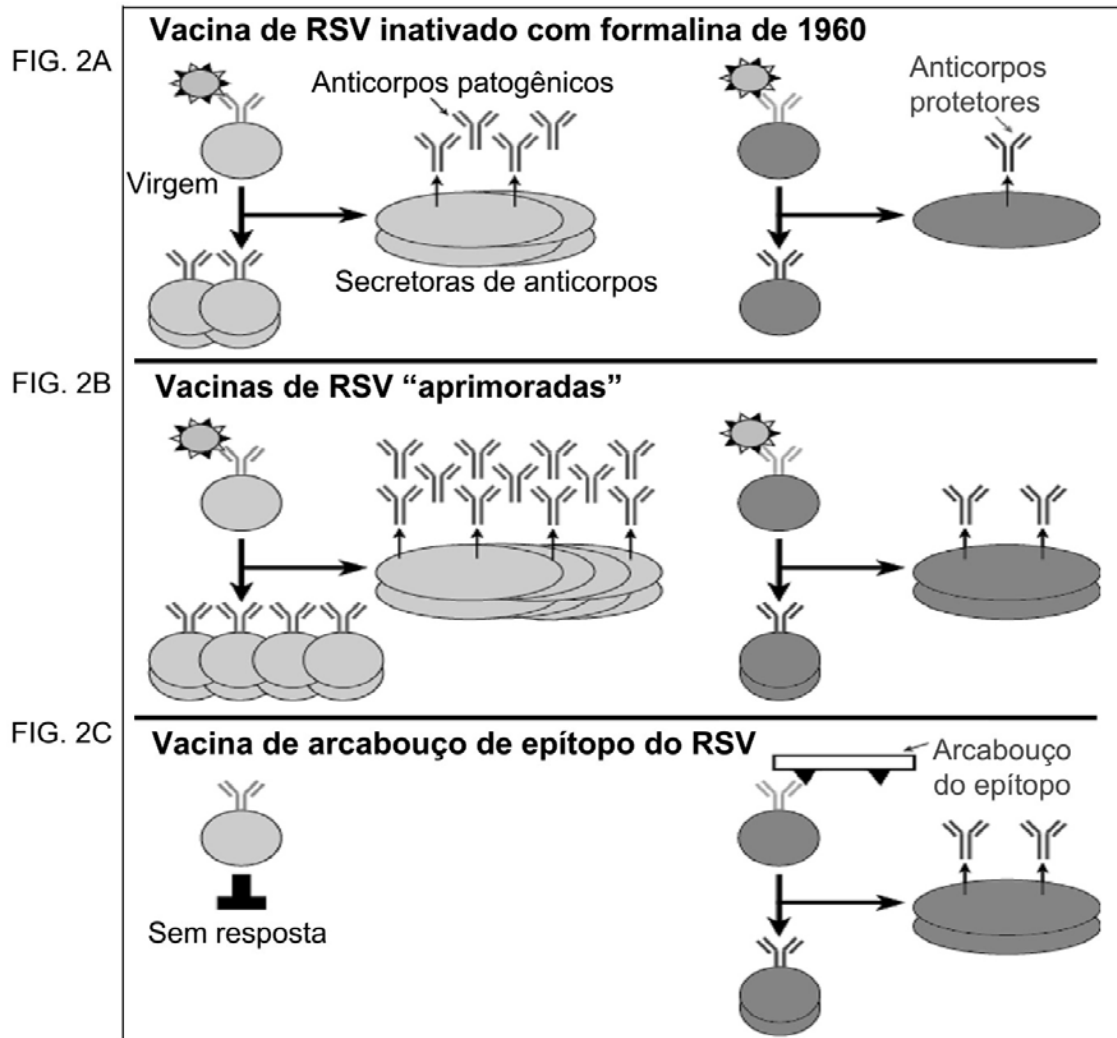 FIG. 2A
Vacina de RSV inativado com formalina de 1960
Anticorpos patogênicos
Anticorpos
protetores
Virgem
Secretoras de anticorpos
FIG. 2B
Vacinas de RSV “aprimoradas”
FIG. 2C
Vacina de arcabouço de epítopo do RSV
Arcabouço
do epítopo
Sem resposta